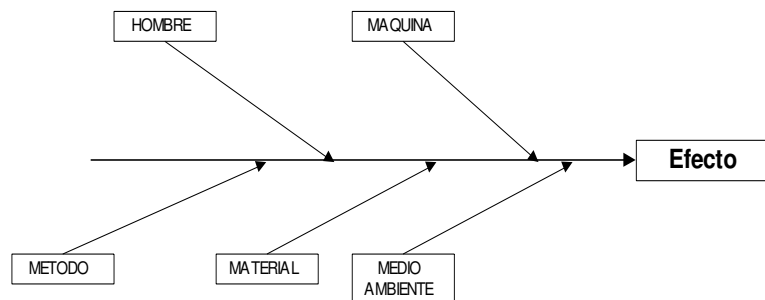 HOMBRE
MAQUINA
Efecto
METODO
MATERIAL
MEDIO
AMBIENTE